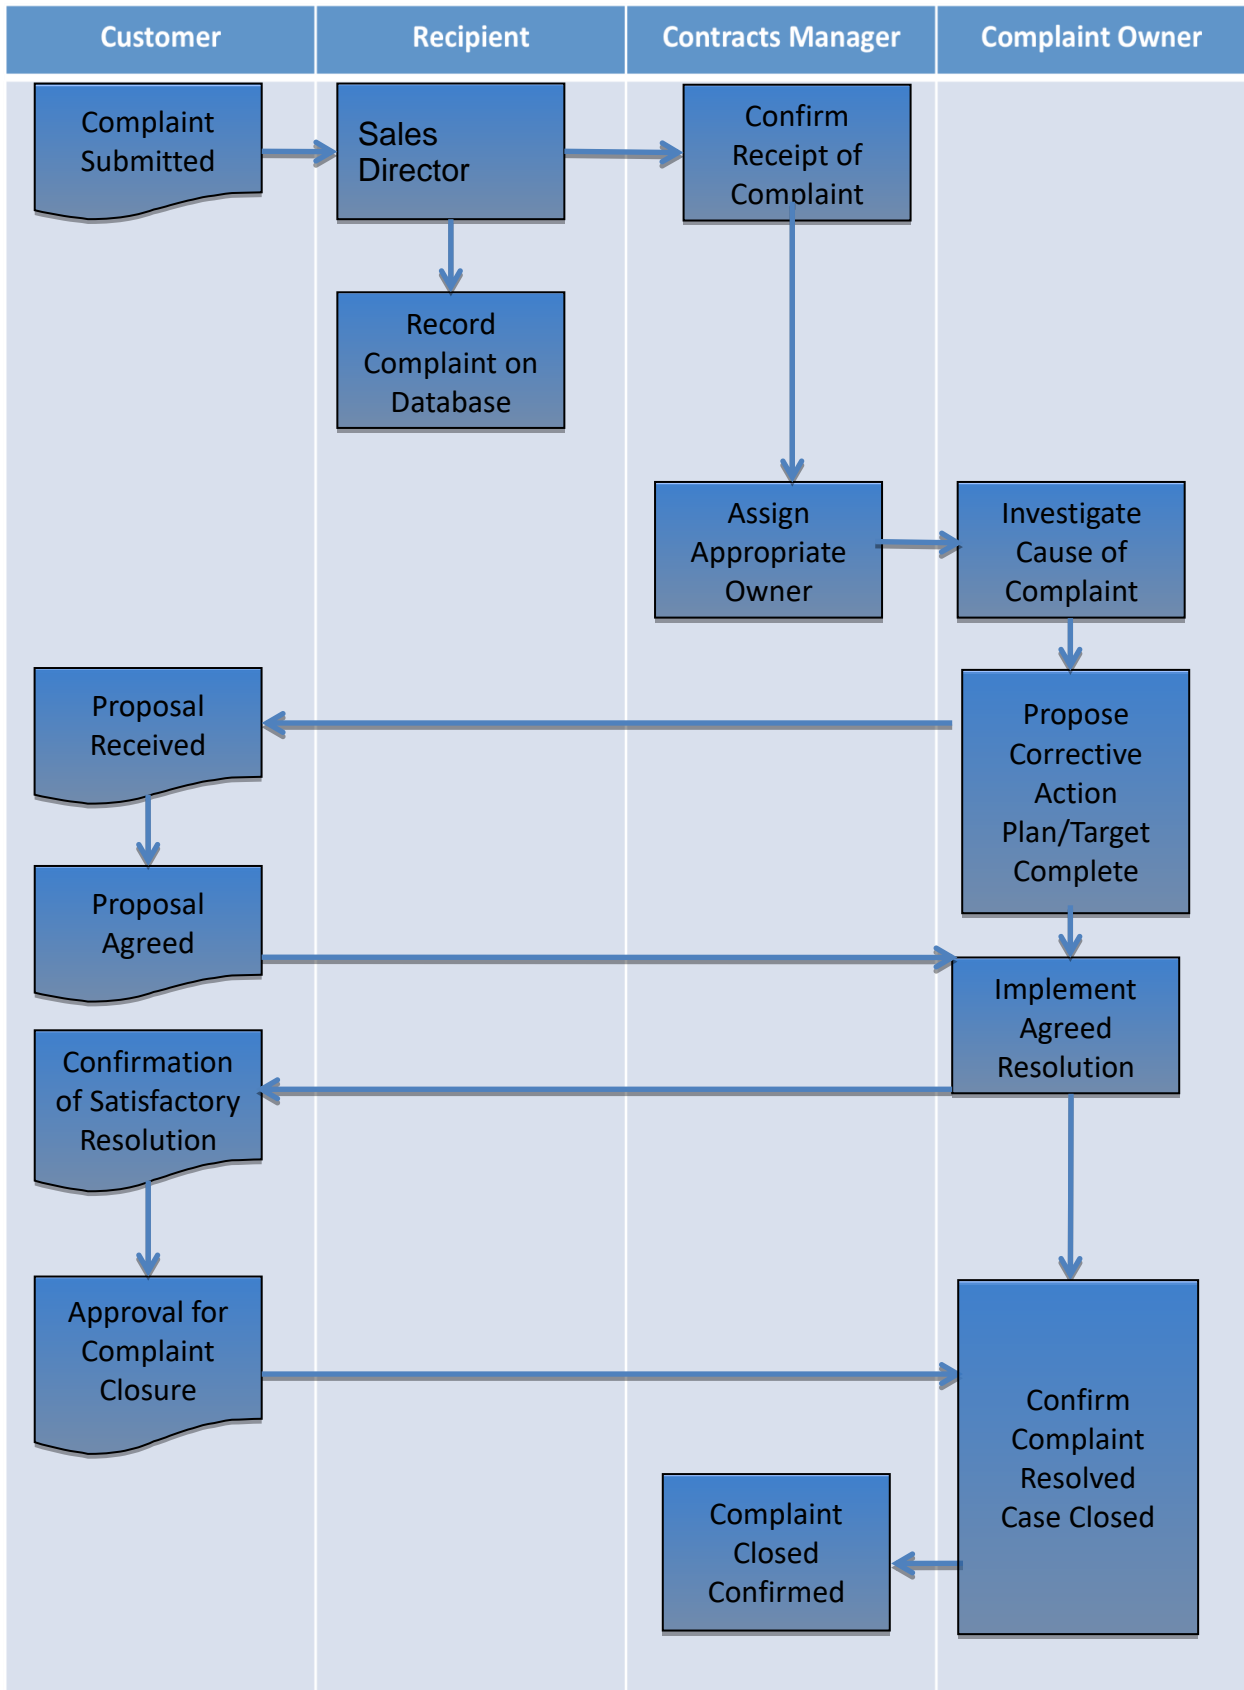 Customer
Recipient
Contracts Manager
Complaint Owner
Complaint
Submitted
Sales
Director
Confirm
Receipt of
Complaint
Record
Complaint on
Database
Assign
Appropriate
Owner
Investigate
Cause of
Complaint
Proposal
Received
Propose
Corrective
Action
Plan/Target
Complete
Proposal
Agreed
Implement
Agreed
Resolution
Confirmation
of Satisfactory
Resolution
Approval for
Complaint
Closure
Confirm
Complaint
Resolved
Case Closed
Complaint
Closed
Confirmed